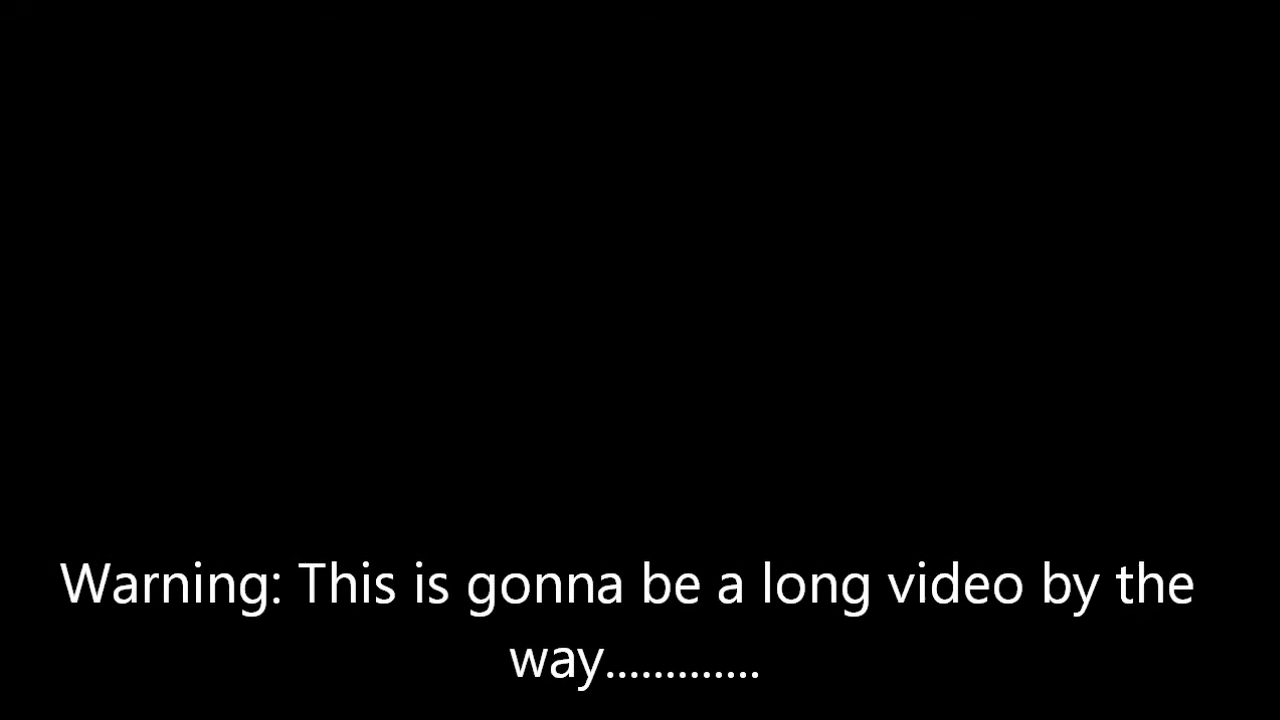 Warning: This is gonna be a long video by the
way.............